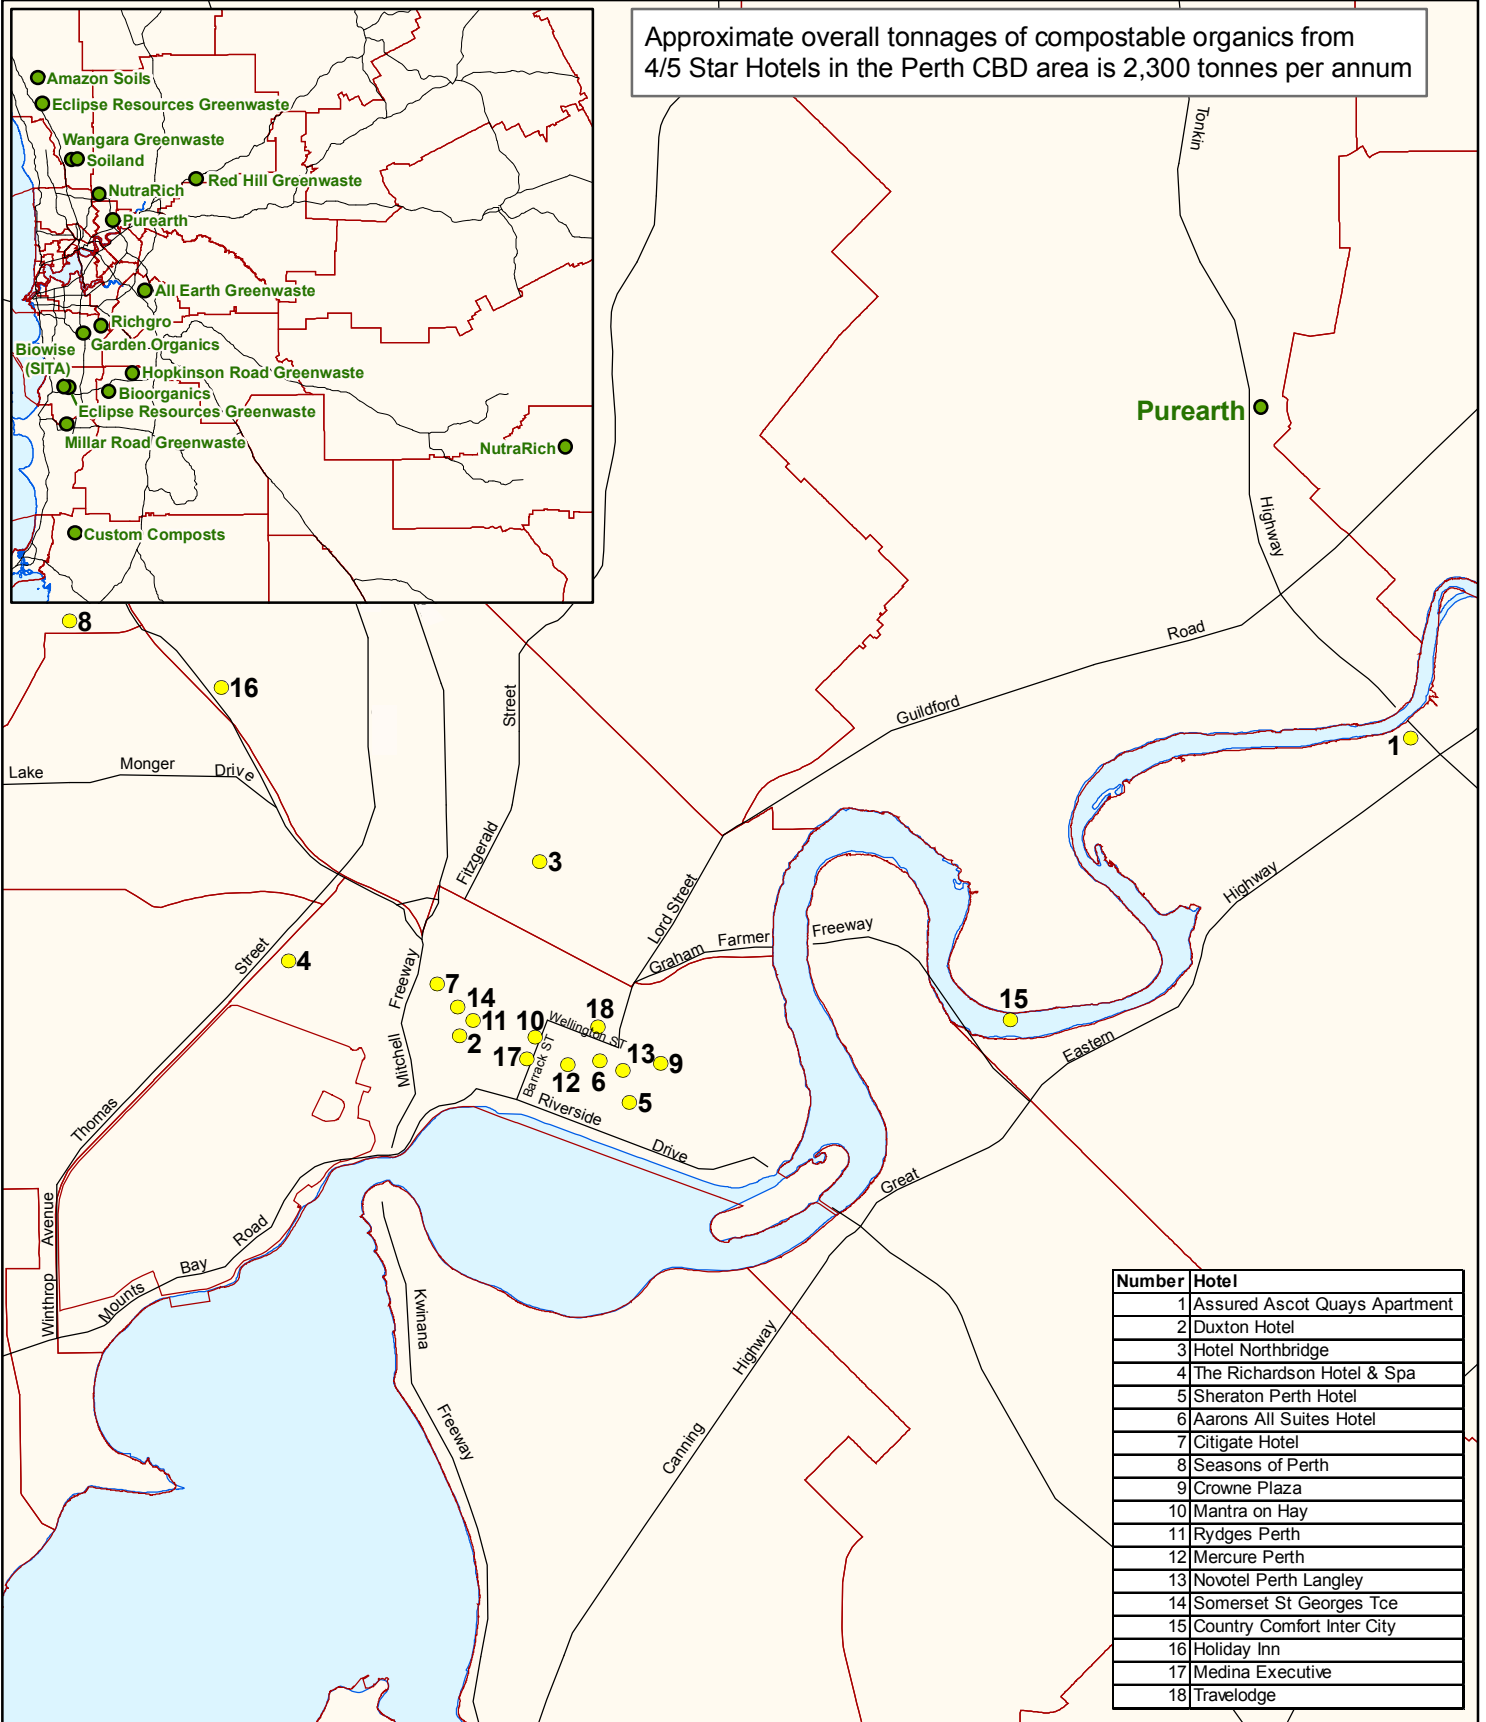 Approximate overall tonnages of compostable organics from
4/5 Star Hotels in the Perth CBD area is 2,300 tonnes per annum
Amazon Soils
Eclipse Resources Greenwaste
Wangara Greenwaste
Soiland
Red Hill Greenwaste
NutraRich
Purearth
All Earth Greenwaste
Richgro
Garden Organics
Biowise
(SITA)
Hopkinson Road Greenwaste
Bioorganics
Eclipse Resources Greenwaste
Millar Road Greenwaste
NutraRich
Custom Composts
Tonkin
Purearth
Highway
8
16
Road
Guildford
Street
1
Lake
Monger
Drive
Fitzgerald
3
Highway
Lord Street
Street
4
Freeway
Graham
Farmer
Freeway
7
14
11
2
10
Wellington ST
18
15
Mitchell
17
Barrack ST
12
6
13
9
5
Eastern
Riverside
Drive
Thomas
Great
Winthrop
Avenue
Mounts
Bay
Road
Kwinana
Freeway
Highway
Canning
Number Hotel
1 Assured Ascot Quays Apartment
2 Duxton Hotel
3 Hotel Northbridge
4 The Richardson Hotel & Spa
5 Sheraton Perth Hotel
6 Aarons All Suites Hotel
7 Citigate Hotel
8 Seasons of Perth
9 Crowne Plaza
10 Mantra on Hay
11 Rydges Perth
12 Mercure Perth
13 Novotel Perth Langley
14 Somerset St Georges Tce
15 Country Comfort Inter City
16 Holiday Inn
17 Medina Executive
18 Travelodge